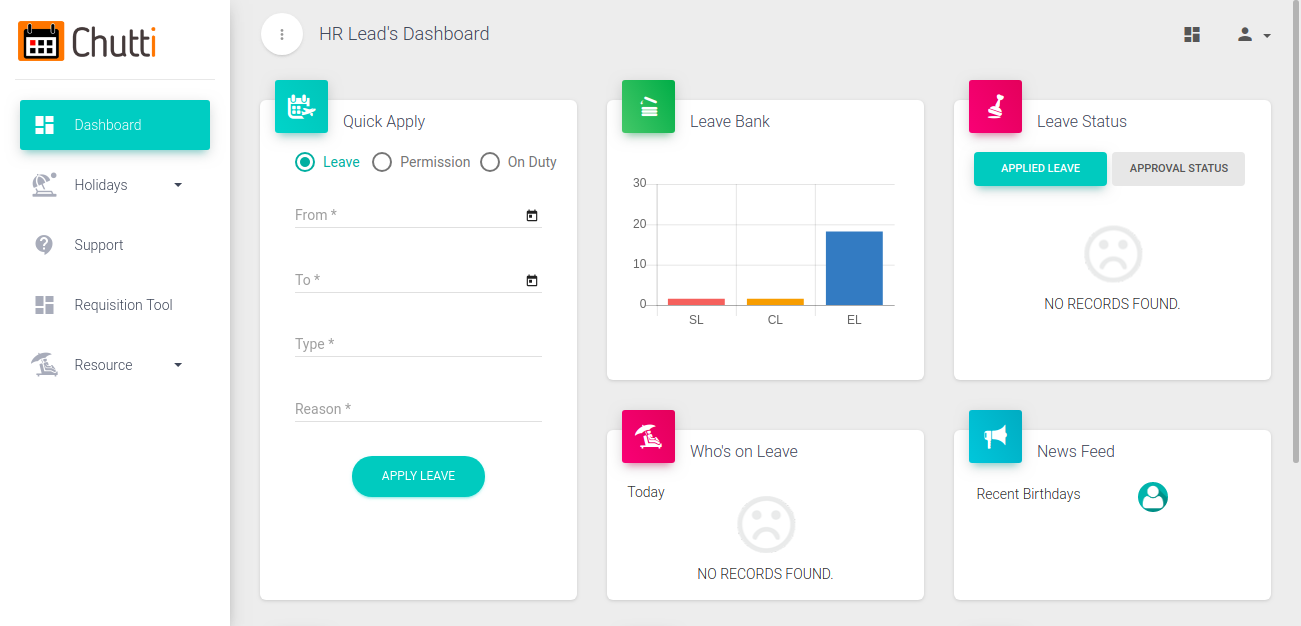 Chutti
Dashboard
Holidays
Support
Requisition Tool
Resource
HR Lead's Dashboard
Quick Apply
Leave Permission On Duty
From *
To *
Type *
Reason *
APPLY LEAVE
Leave Bank
30
20
10
0
SL CL EL
Leave Status
APPLIED LEAVE APPROVAL STATUS
NO RECORDS FOUND.
Who's on Leave
Today
NO RECORDS FOUND.
News Feed
Recent Birthdays